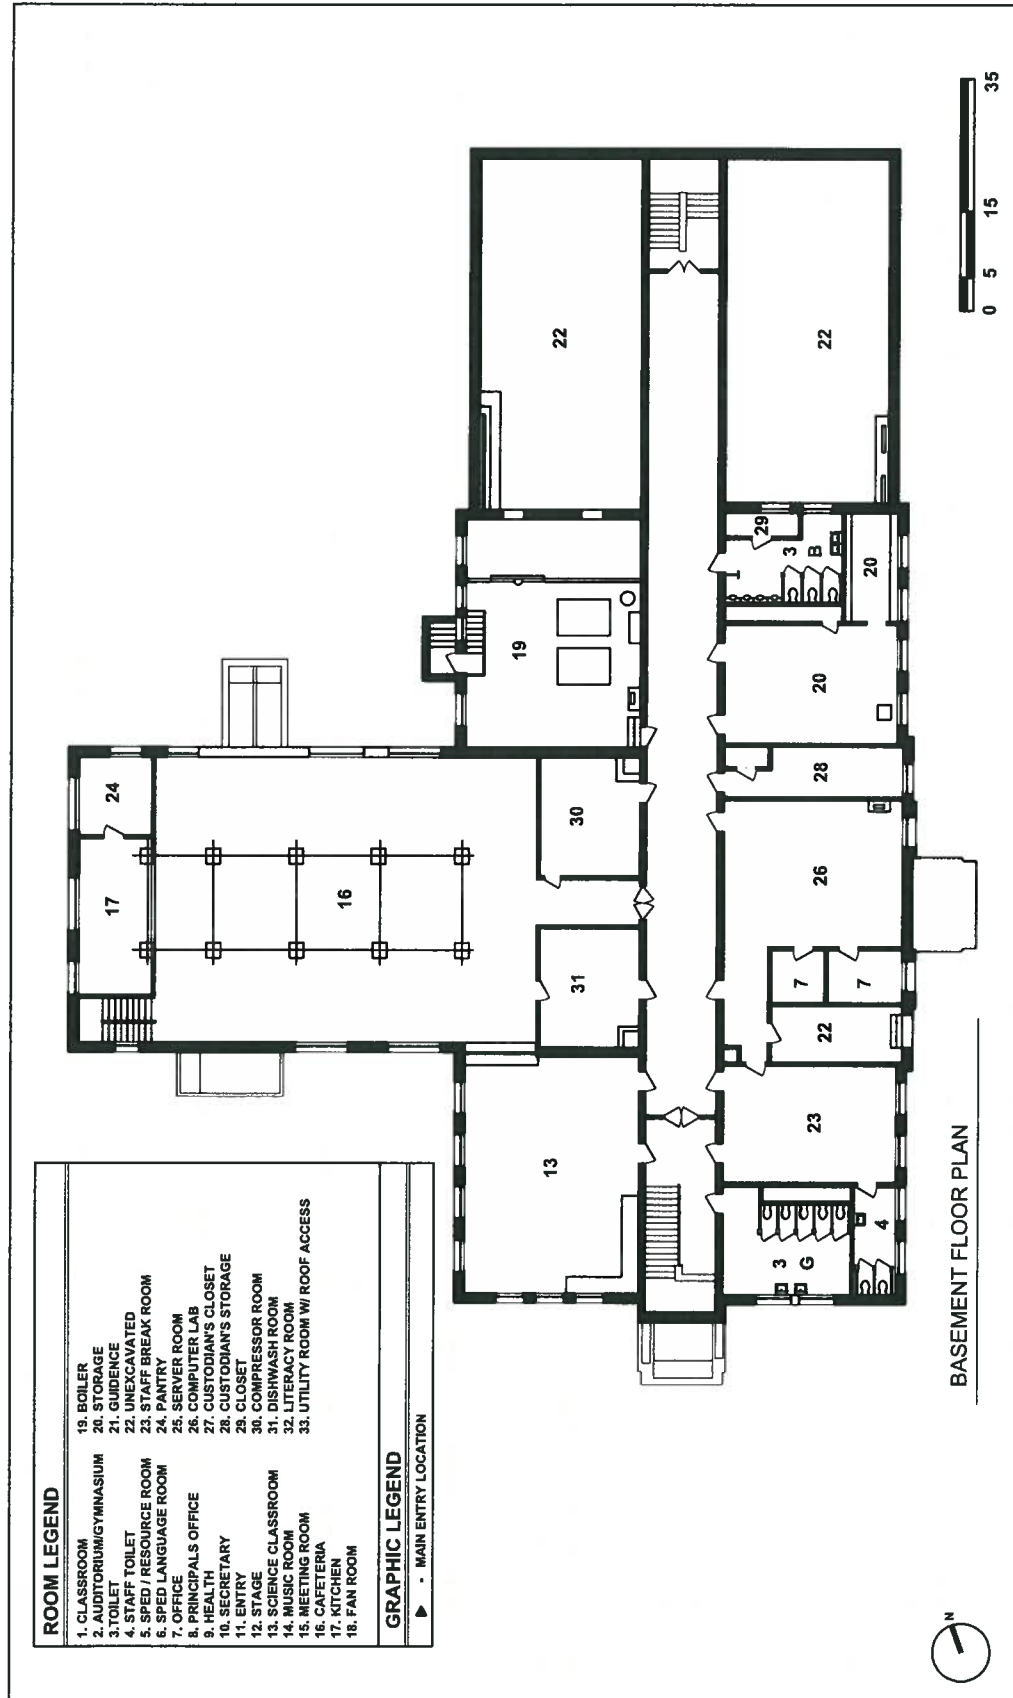 ROOM LEGEND
1. CLASSROOM
2. AUDITORIUM/GYMNASIUM
3.TOILET
4. STAFF TOILET
5. SPED / RESOURCE ROOM
6. SPED LANGUAGE ROOM
7. OFFICE
8. PRINCIPALS OFFICE
9. HEALTH
10. SECRETARY
11. ENTRY
12. STAGE
13. SCIENCE CLASSROOM
14. MUSIC ROOM
15. MEETING ROOM
16. CAFETERIA
17. KITCHEN
18. FAN ROOM
19. BOILER
20. STORAGE
21. GUIDENCE
22. UNEXCAVATED
23. STAFF BREAK ROOM
24. PANTRY
25. SERVER ROOM
26. COMPUTER LAB
27. CUSTODIAN'S CLOSET
28. CUSTODIAN'S STORAGE
29. CLOSET
30. COMPRESSOR ROOM
31. DISHWASH ROOM
32. LITERACY ROOM
33. UTILITY ROOM W/ ROOF ACCESS
GRAPHIC LEGEND
- MAIN ENTRY LOCATION
17
24
16
31
30
13
19
22
3
G
4
23
22
7
7
26
28
20
20
3
B
29
22
BASEMENT FLOOR PLAN
0 5 15 35
N